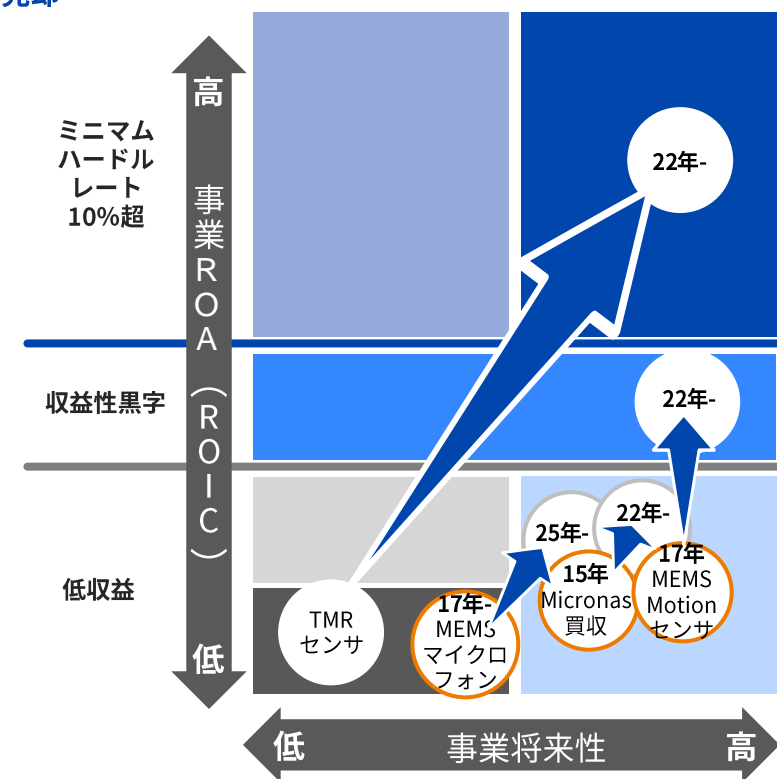 高
ミニマム
ハードル
レート
10%超
事業ROA（ROIC）
22年-
収益性黒字
22年-
低収益
25年-
22年-
15年
Micronas
買収
17年
MEMS
Motion
センサ
17年-
MEMS
マイクロ
フォン
TMR
センサ
低
低
事業将来性
高